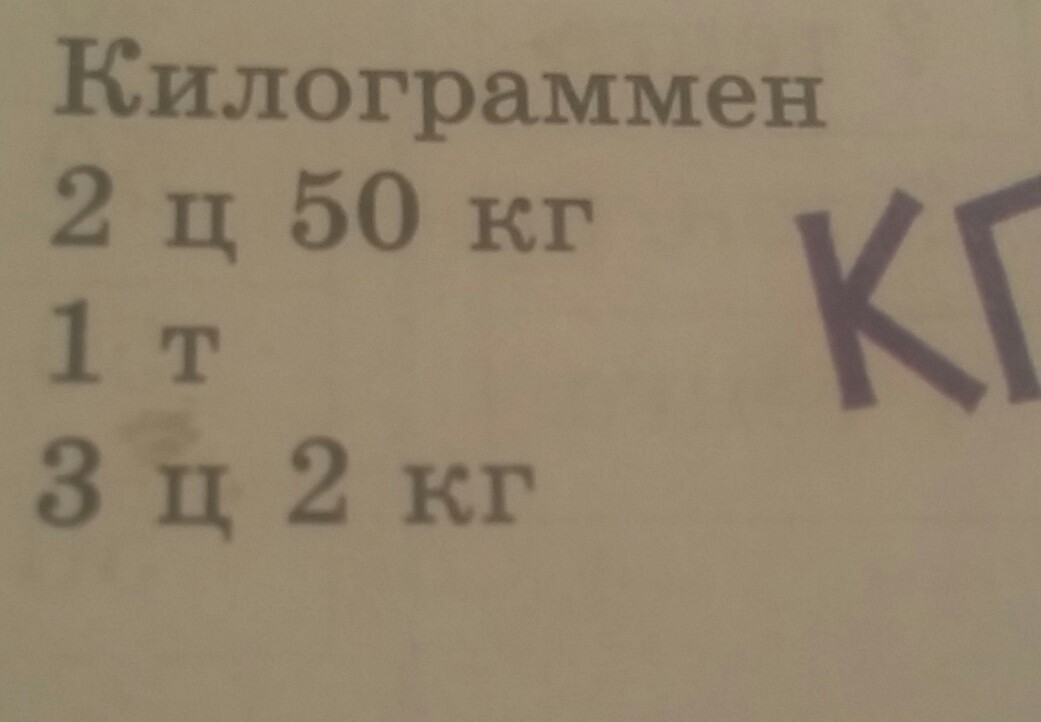 Килограммен
2 ц 50 кг
1 т
3 ц 2 кг
кг